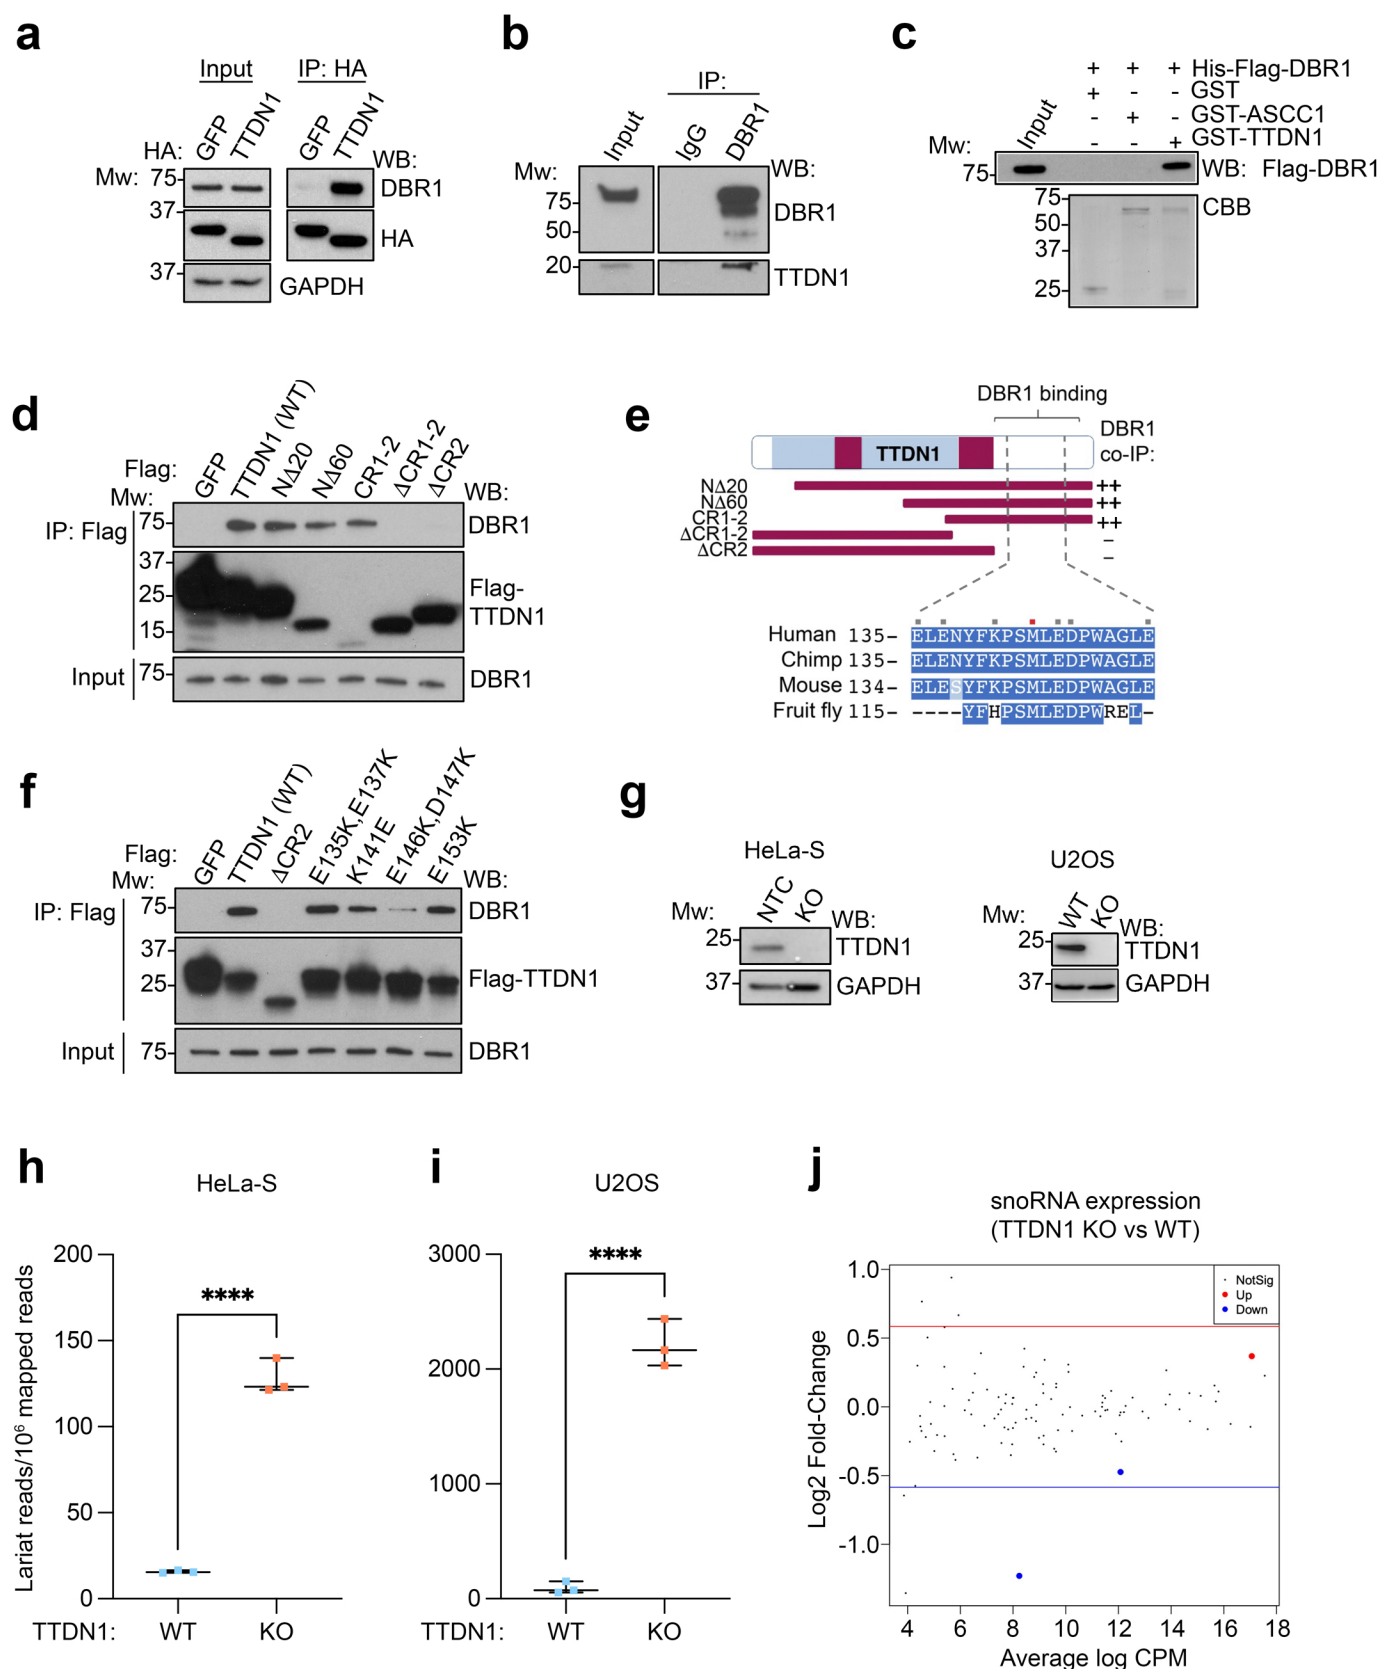 a
Input
IP: HA
HA:
GFP
TTDN1
GFP
TTDN1
WB:
Mw:
75
DBR1
37
HA
37
GAPDH
b
IP:
Input
IgG
DBR1
Mw:
WB:
75
DBR1
50
20
TTDN1
c
+ + + His-Flag-DBR1
+ - - GST
- + - GST-ASCC1
- - + GST-TTDN1
Input
Mw:
75
WB: Flag-DBR1
75
CBB
50
37
25
d
Flag:
GFP
TTDN1 (WT)
NΔ20
NΔ60
CR1-2
ΔCR1-2
ΔCR2
Mw:
WB:
IP: Flag
75
DBR1
37
25
15
Flag-
TTDN1
Input
75
DBR1
e
DBR1 binding
DBR1
co-IP:
TTDN1
NΔ20 ++
NΔ60 ++
CR1-2 ++
ΔCR1-2 –
ΔCR2 –
Human 135– ELENYFKPSMLEDPWAGLE
Chimp 135– ELENYFKPSMLEDPWAGLE
Mouse 134– ELESYFKPSMLEDPWAGLE
Fruit fly 115– ----YFHPSMLEDPWREL-
f
Flag:
GFP
TTDN1 (WT)
ΔCR2
E135K,E137K
K141E
E146K,D147K
E153K
Mw:
WB:
IP: Flag
75
DBR1
37
25
Flag-TTDN1
Input
75
DBR1
g
HeLa-S
NTC
KO
Mw:
WB:
25
TTDN1
37
GAPDH
U2OS
WT
KO
Mw:
WB:
25
TTDN1
37
GAPDH
h
HeLa-S
Lariat reads/10⁶ mapped reads
200
150
100
50
0
****
TTDN1: WT KO
i
U2OS
3000
2000
1000
0
****
TTDN1: WT KO
j
snoRNA expression
(TTDN1 KO vs WT)
NotSig
Up
Down
Log2 Fold-Change
1.0
0.5
0.0
-0.5
-1.0
4 6 8 10 12 14 16 18
Average log CPM